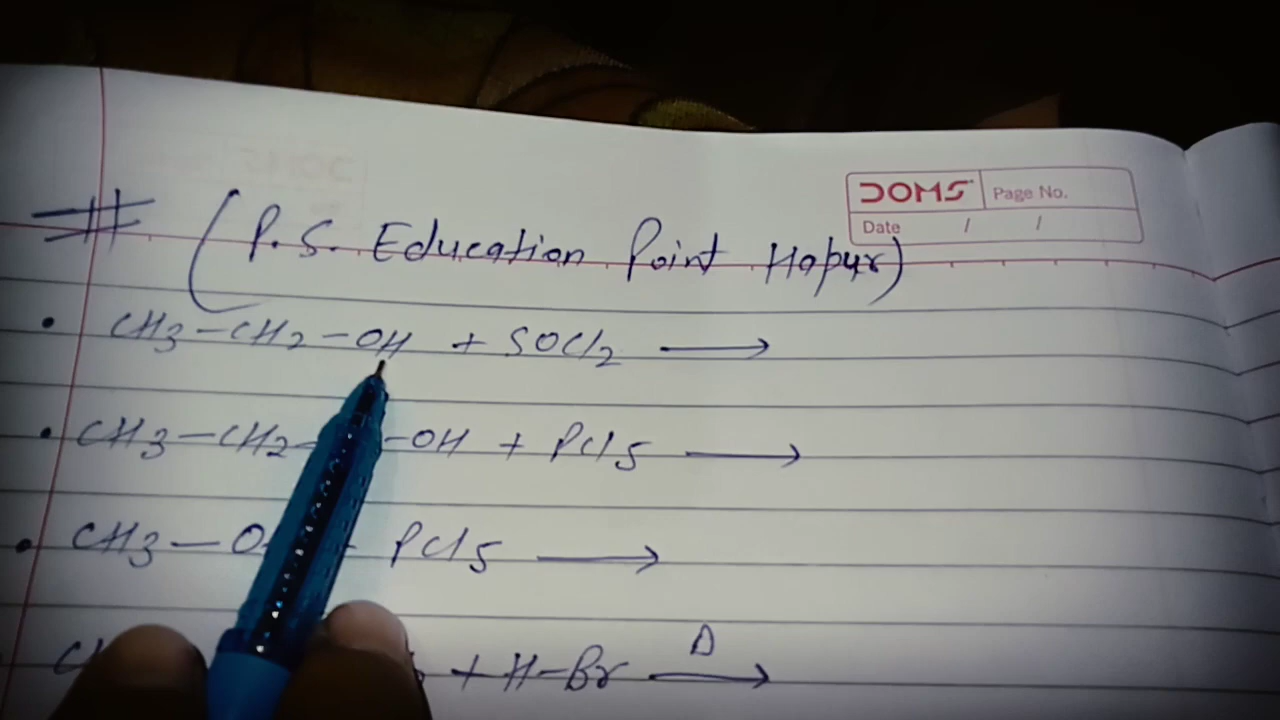 DOMS Page No.
Date / /
# (P.S. Education Point Hapur)
• CH3-CH2-OH + SOCl2 ⟶
• CH3-CH2- -OH + PCl5 ⟶
• CH3-O + PCl5 ⟶
+ H-Br Δ⟶